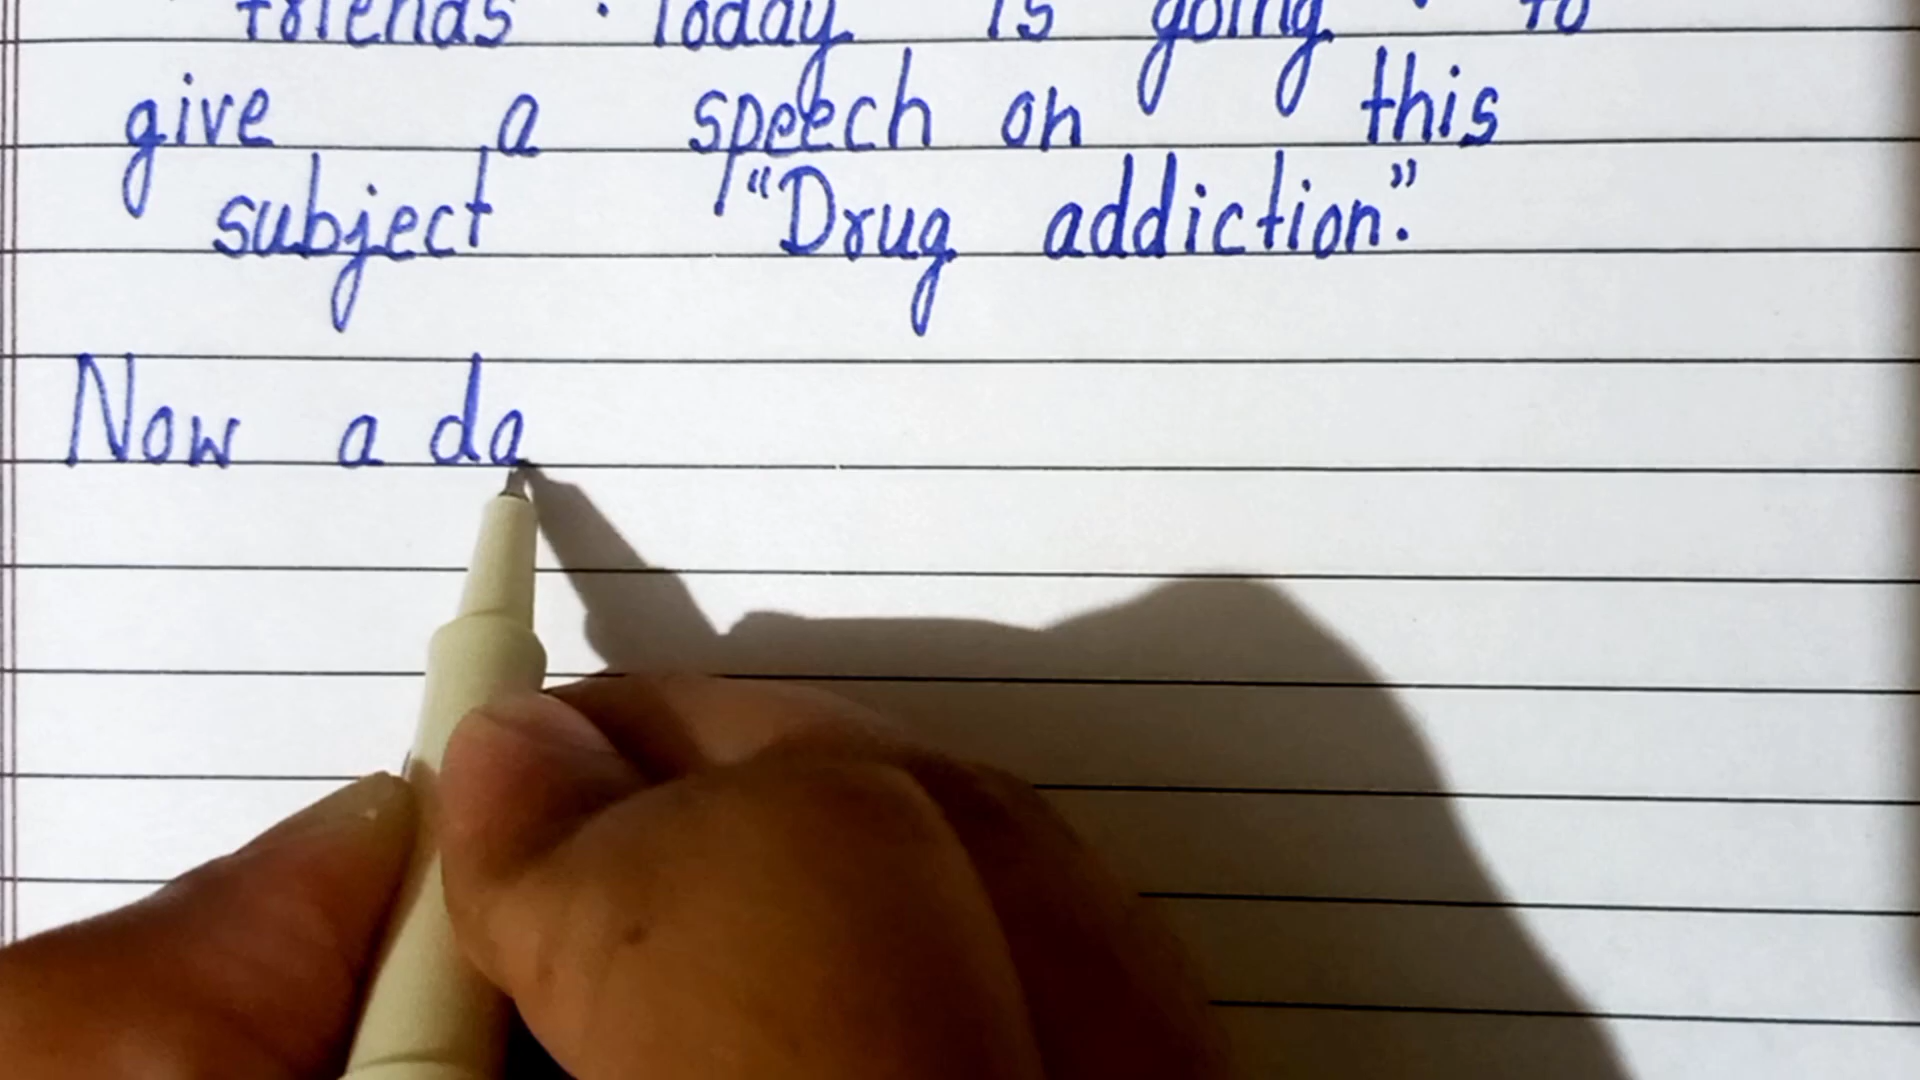 friends . Today is going to
give a speech on this
subject "Drug addiction."
Now a da